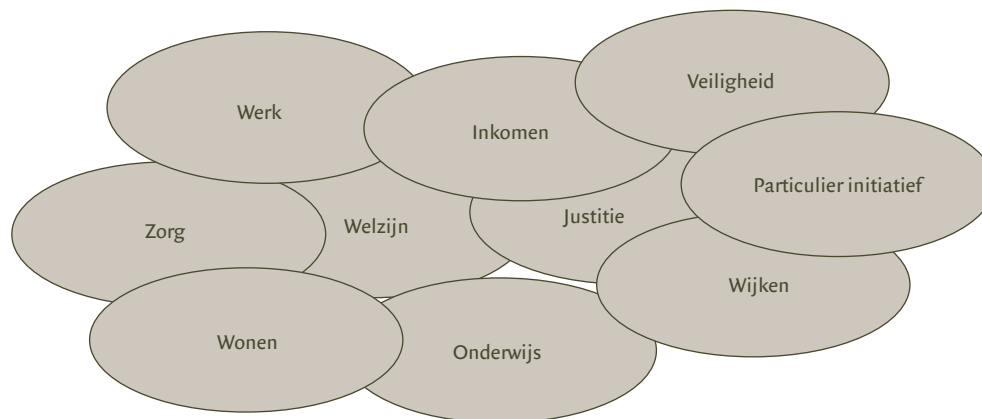 Veiligheid
Werk
Inkomen
Particulier initiatief
Zorg
Welzijn
Justitie
Wijken
Wonen
Onderwijs